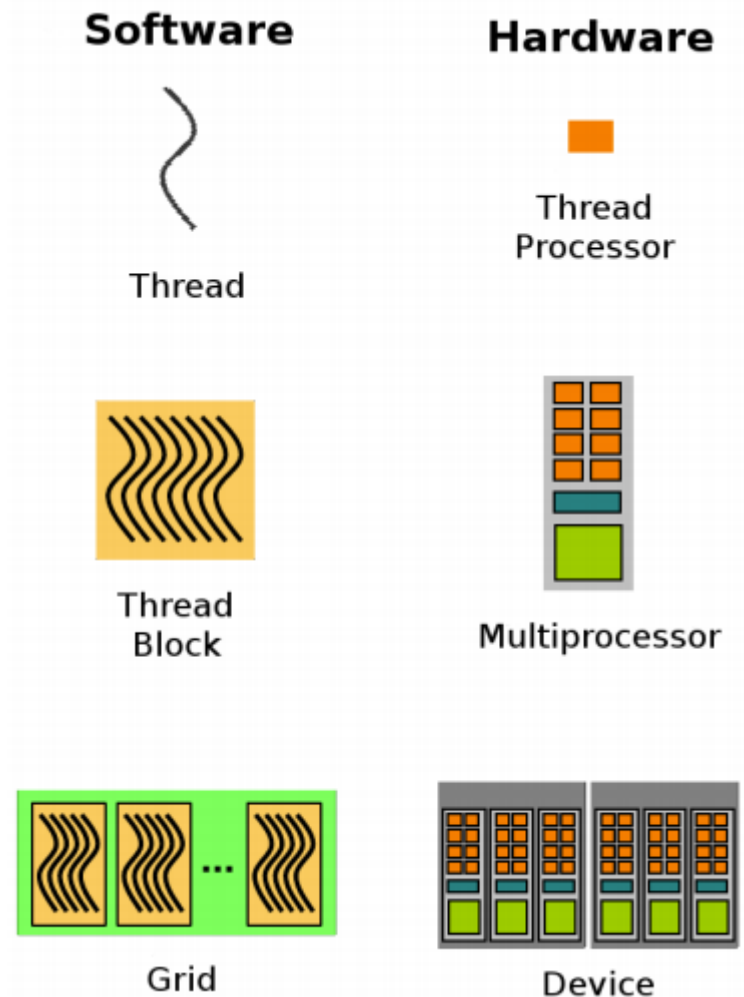 Software
Hardware
Thread
Thread
Processor
Thread
Block
Multiprocessor
...
Grid
Device